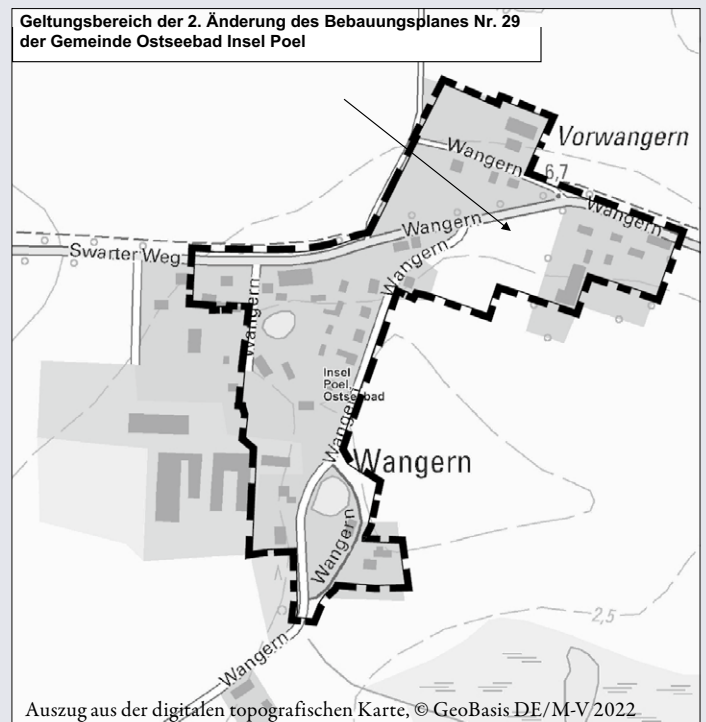 Geltungsbereich der 2. Änderung des Bebauungsplanes Nr. 29
der Gemeinde Ostseebad Insel Poel
Vorwangern
Wangern
6,7
Wangern
Wangern
Swarter Weg
Wangern
Wangern
Insel
Poel,
Ostseebad
Wangern
Wangern
Wangern
2,5
Wangern
Auszug aus der digitalen topografischen Karte, © GeoBasis DE/M-V 2022